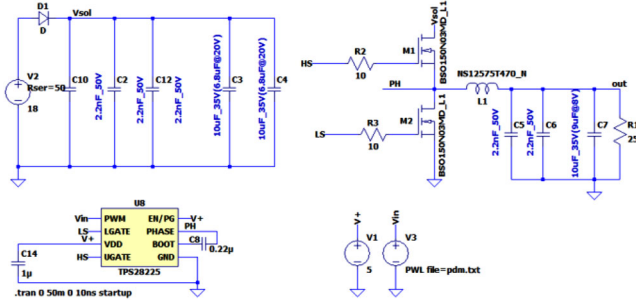 D1
D
Vsol
V2
Rser=50
18
C10
C2
2.2nF_50V
C12
2.2nF_50V
C3
10uF_35V(6.8uF@20V)
C4
10uF_35V(6.8uF@20V)
Vsol
M1
BSO150N03MD_L1
HS
R2
10
PH
NS12575T470_N
L1
out
LS
R3
10
M2
BSO150N03MD_L1
C5
2.2nF_50V
C6
2.2nF_50V
C7
10uF_35V(9uF@8V)
R1
25
U8
Vin
PWM
EN/PG
V+
LS
LGATE
PHASE
PH
V+
VDD
BOOT
C8
0.22µ
HS
UGATE
GND
TPS28225
C14
1µ
.tran 0 50m 0 10ns startup
V+
V1
5
Vin
V3
PWL file=pdm.txt